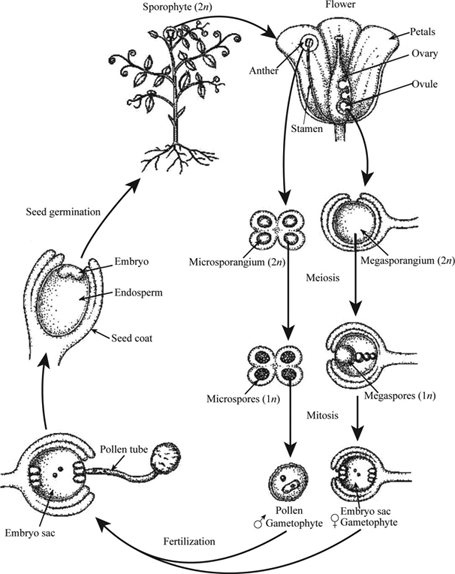 Sporophyte (2n)
Flower
Petals
Anther
Ovary
Ovule
Stamen
Seed germination
Embryo
Endosperm
Seed coat
Microsporangium (2n)
Megasporangium (2n)
Meiosis
Microspores (1n)
Megaspores (1n)
Mitosis
Pollen tube
Embryo sac
Pollen
♂ Gametophyte
Embryo sac
♀ Gametophyte
Fertilization